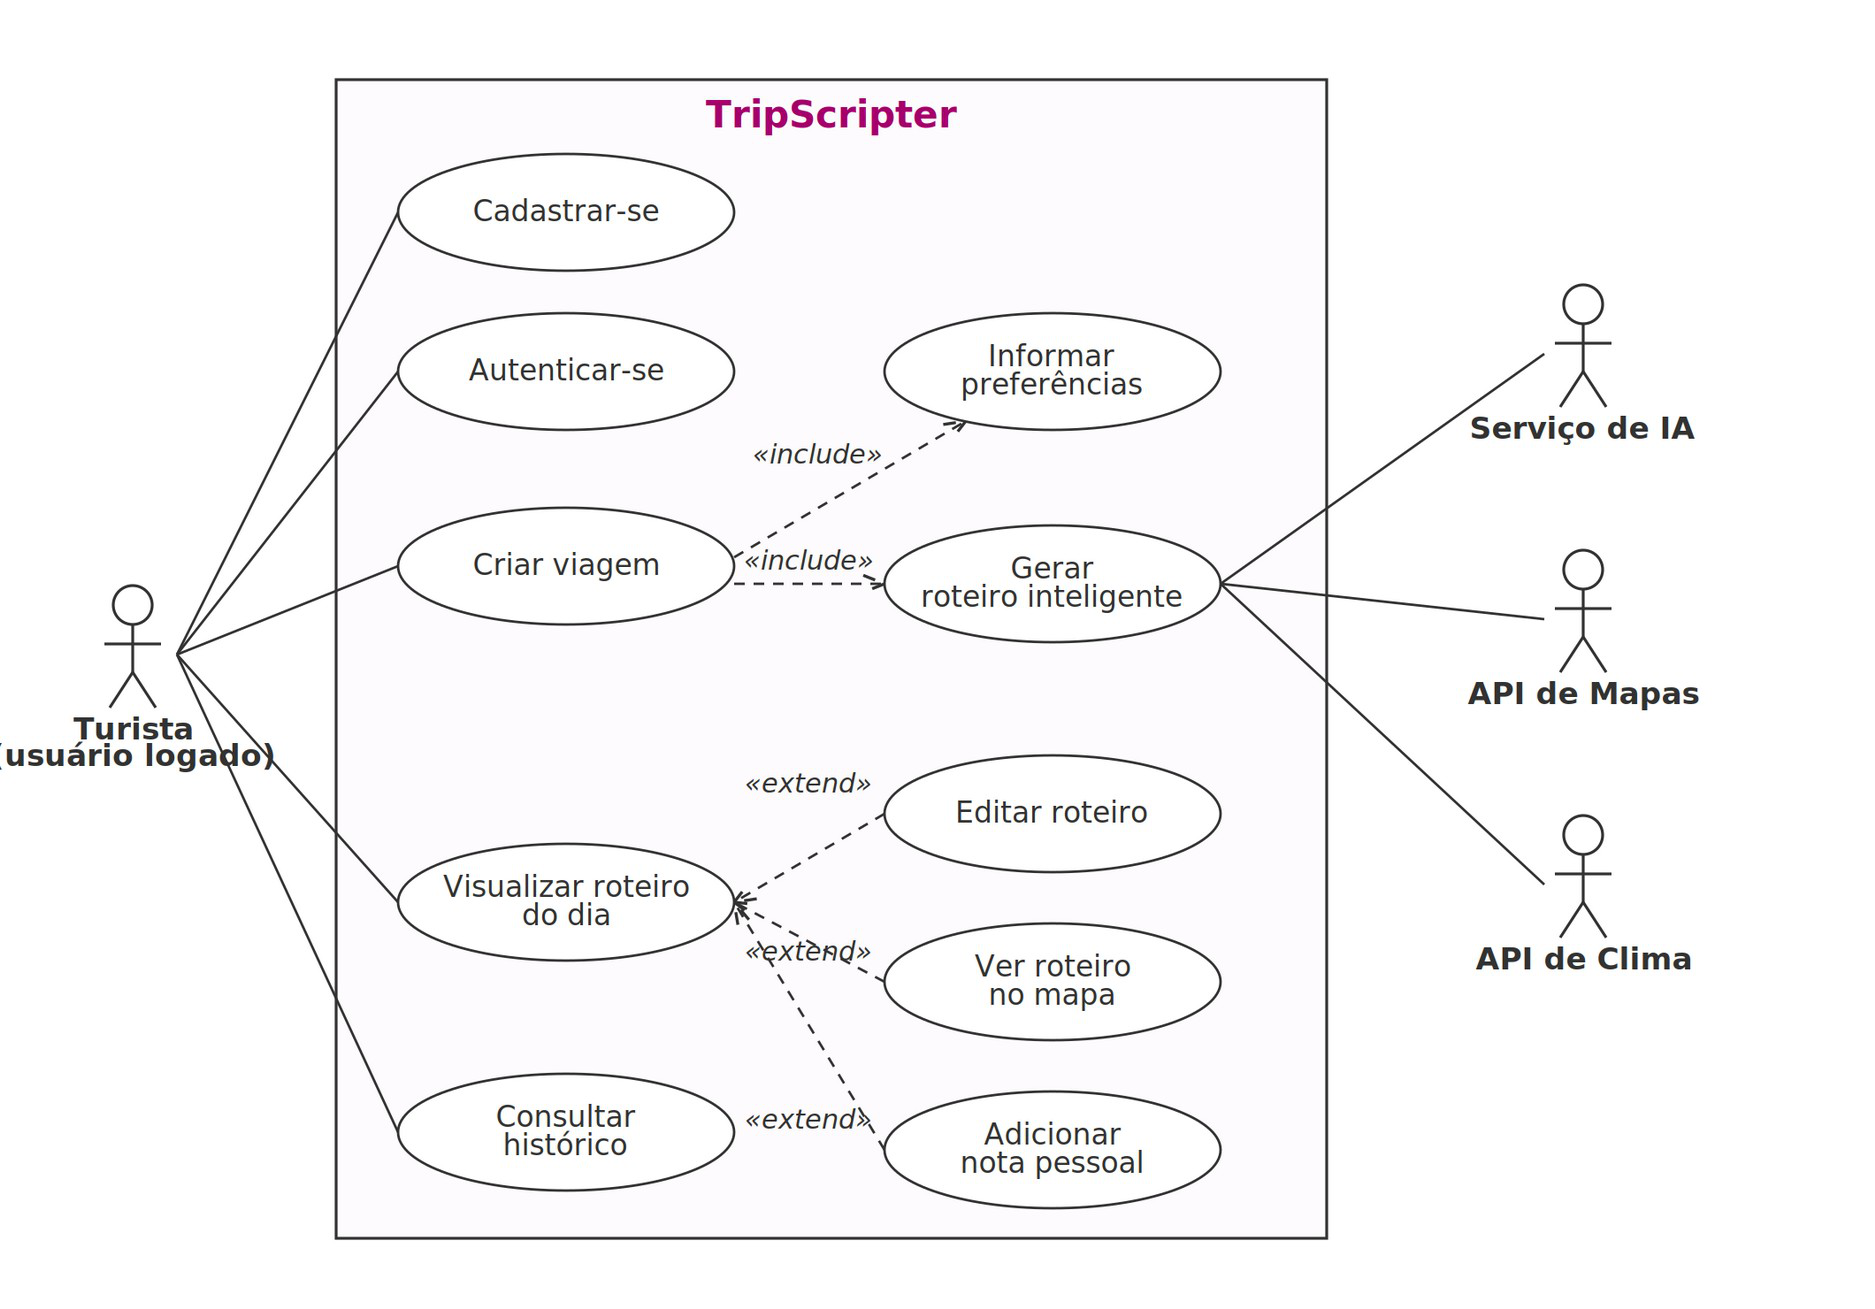 TripScripter
Cadastrar-se
Autenticar-se
Informar
preferências
«include»
Criar viagem
«include»
Gerar
roteiro inteligente
Serviço de IA
API de Mapas
Turista
(usuário logado)
«extend»
Editar roteiro
Visualizar roteiro
do dia
«extend»
Ver roteiro
no mapa
API de Clima
Consultar
histórico
«extend»
Adicionar
nota pessoal